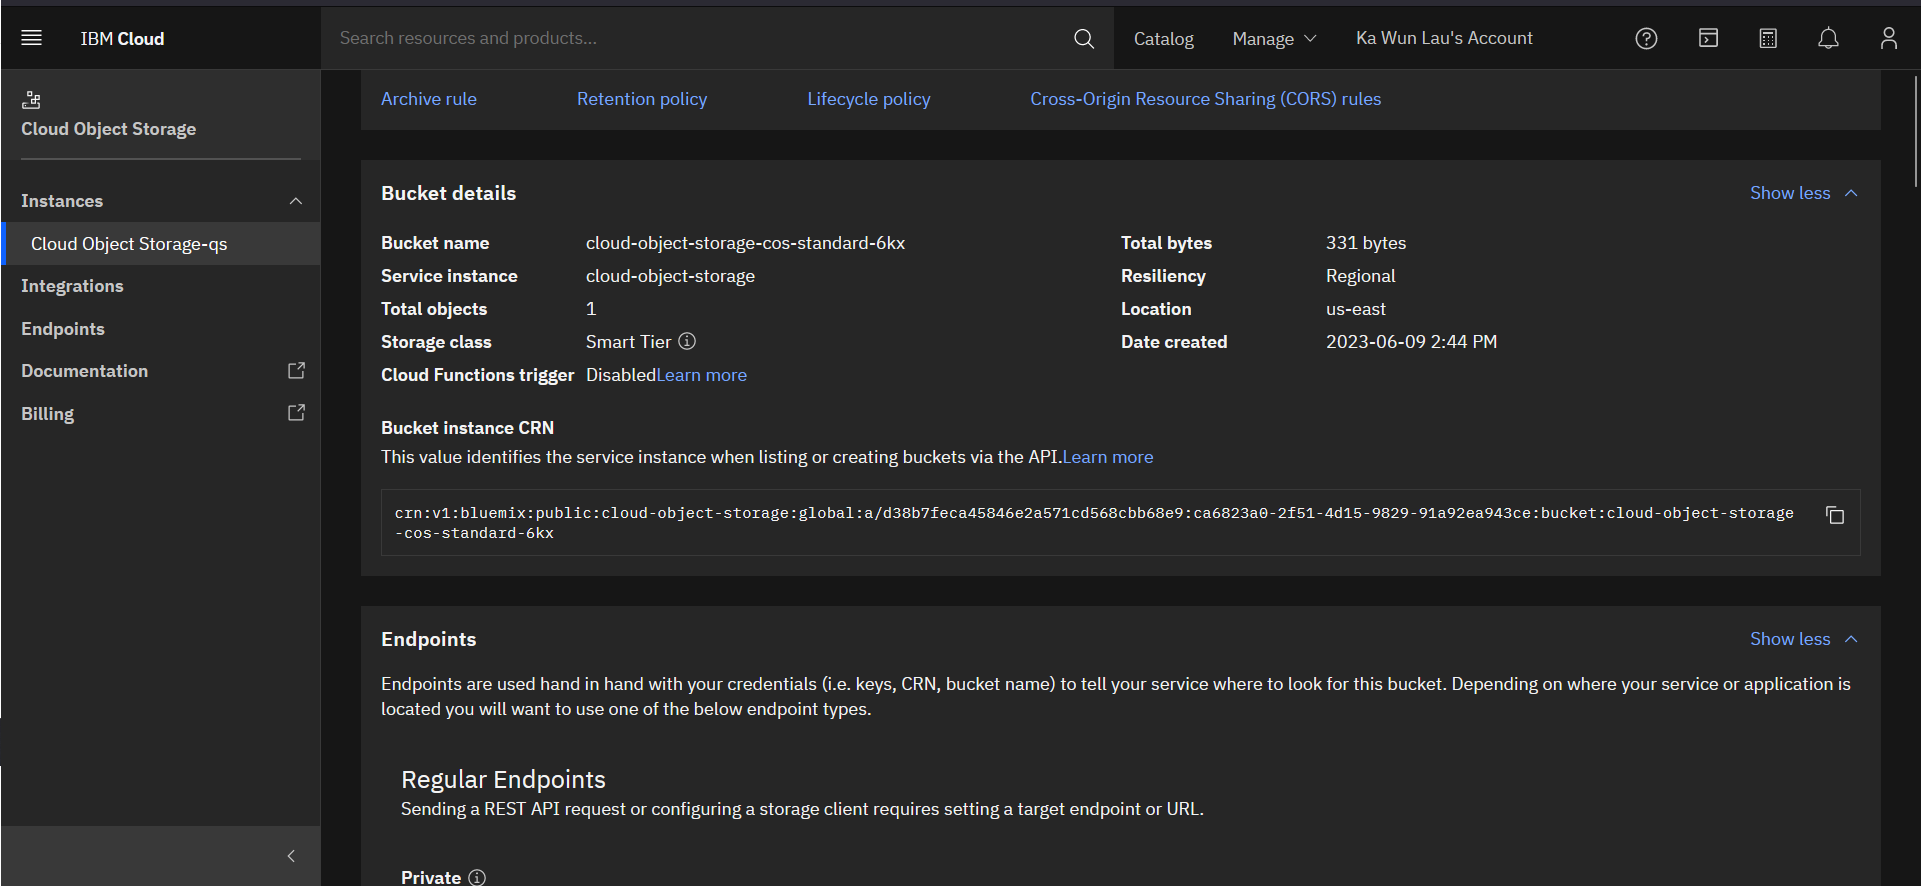 IBM Cloud
Search resources and products...
Catalog
Manage
Ka Wun Lau's Account
Cloud Object Storage
Instances
Cloud Object Storage-qs
Integrations
Endpoints
Documentation
Billing
Archive rule
Retention policy
Lifecycle policy
Cross-Origin Resource Sharing (CORS) rules
Bucket details
Show less
Bucket name cloud-object-storage-cos-standard-6kx
Service instance cloud-object-storage
Total objects 1
Storage class Smart Tier
Cloud Functions trigger DisabledLearn more
Total bytes 331 bytes
Resiliency Regional
Location us-east
Date created 2023-06-09 2:44 PM
Bucket instance CRN
This value identifies the service instance when listing or creating buckets via the API.Learn more
crn:v1:bluemix:public:cloud-object-storage:global:a/d38b7feca45846e2a571cd568cbb68e9:ca6823a0-2f51-4d15-9829-91a92ea943ce:bucket:cloud-object-storage
-cos-standard-6kx
Endpoints
Show less
Endpoints are used hand in hand with your credentials (i.e. keys, CRN, bucket name) to tell your service where to look for this bucket. Depending on where your service or application is
located you will want to use one of the below endpoint types.
Regular Endpoints
Sending a REST API request or configuring a storage client requires setting a target endpoint or URL.
Private